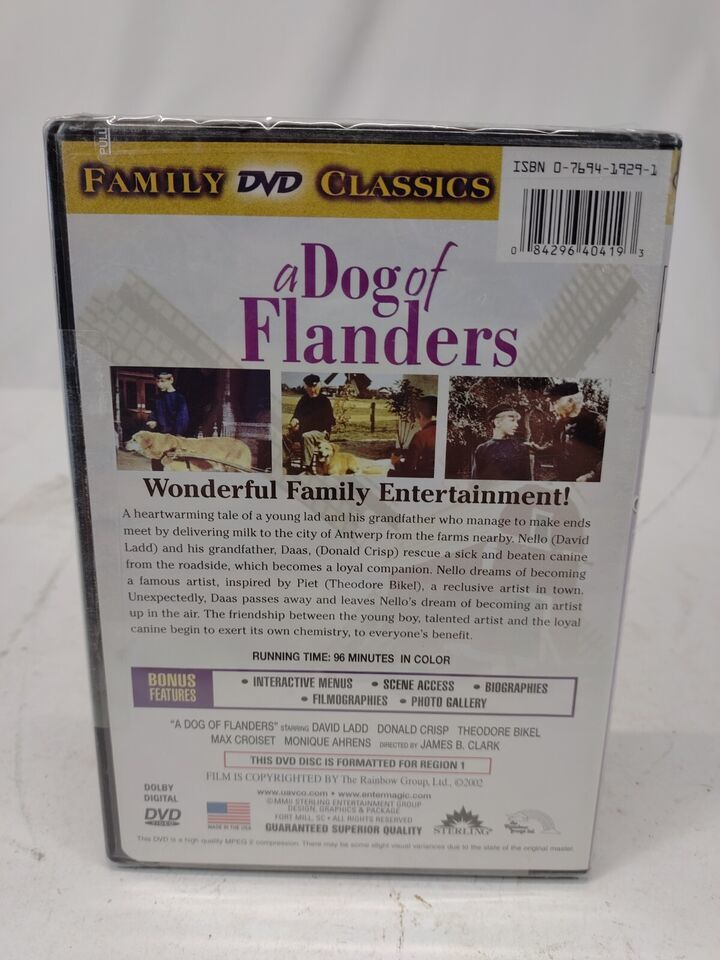 PULL
FAMILY DVD CLASSICS
ISBN 0-7694-1929-1
0 84296 40419 3
a Dog of
Flanders
Wonderful Family Entertainment!
A heartwarming tale of a young lad and his grandfather who manage to make ends
meet by delivering milk to the city of Antwerp from the farms nearby. Nello (David
Ladd) and his grandfather, Daas, (Donald Crisp) rescue a sick and beaten canine
from the roadside, which becomes a loyal companion. Nello dreams of becoming
a famous artist, inspired by Piet (Theodore Bikel), a reclusive artist in town.
Unexpectedly, Daas passes away and leaves Nello's dream of becoming an artist
up in the air. The friendship between the young boy, talented artist and the loyal
canine begin to exert its own chemistry, to everyone's benefit.
RUNNING TIME: 96 MINUTES IN COLOR
BONUS
FEATURES
• INTERACTIVE MENUS • SCENE ACCESS • BIOGRAPHIES
• FILMOGRAPHIES • PHOTO GALLERY
"A DOG OF FLANDERS" STARRING DAVID LADD DONALD CRISP THEODORE BIKEL
MAX CROISET MONIQUE AHRENS DIRECTED BY JAMES B. CLARK
THIS DVD DISC IS FORMATTED FOR REGION 1
FILM IS COPYRIGHTED BY The Rainbow Group, Ltd., ©2002
www.uavco.com • www.entermagic.com
©MMII STERLING ENTERTAINMENT GROUP
DESIGN, GRAPHICS & PACKAGE
FORT MILL, SC • ALL RIGHTS RESERVED
GUARANTEED SUPERIOR QUALITY
DOLBY
DIGITAL
DVD
VIDEO
MADE IN THE USA
STERLING
This DVD is a high quality MPEG 2 compression. There may be some slight visual variances due to the state of the original master.